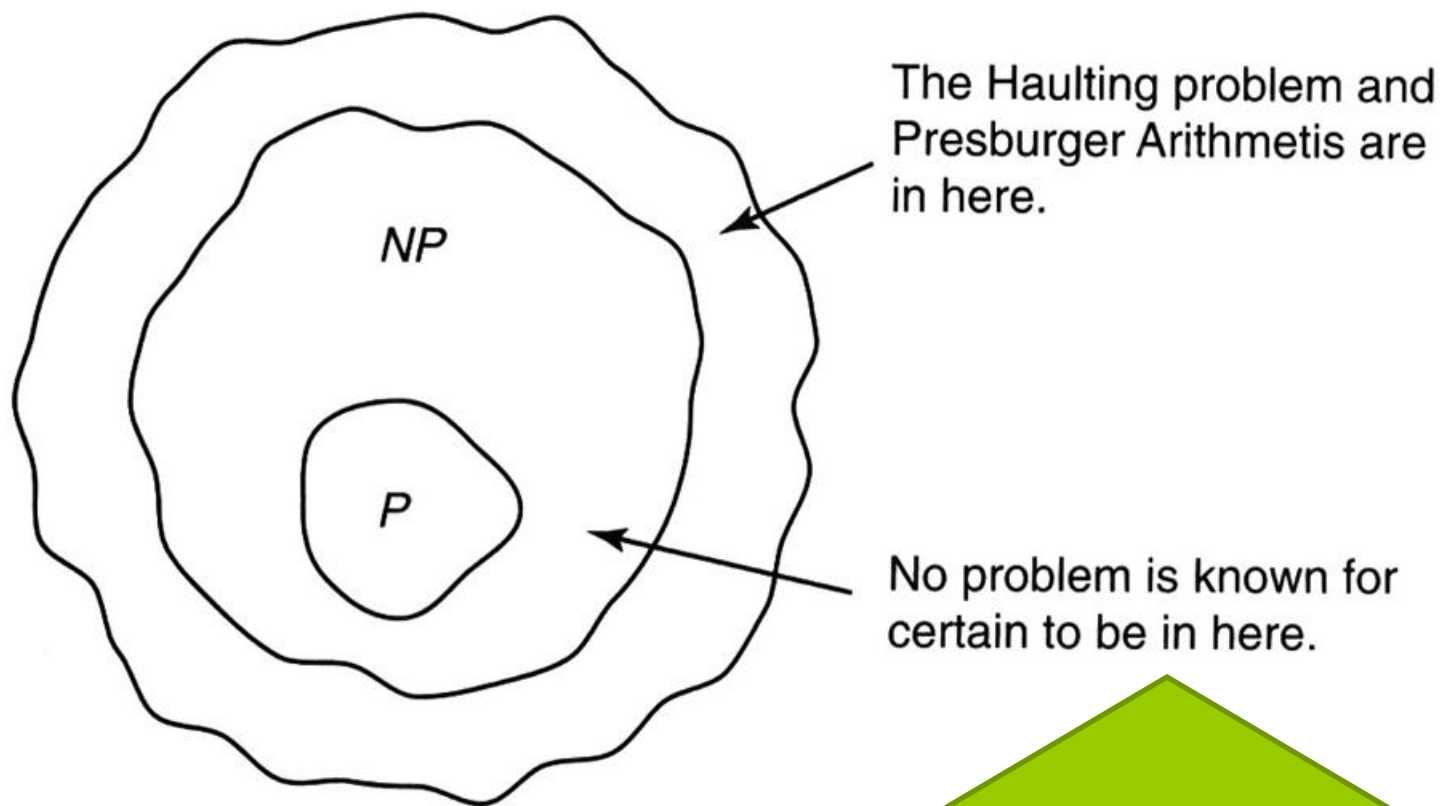 The Haulting problem and
Presburger Arithmetis are
in here.
NP
P
No problem is known for
certain to be in here.